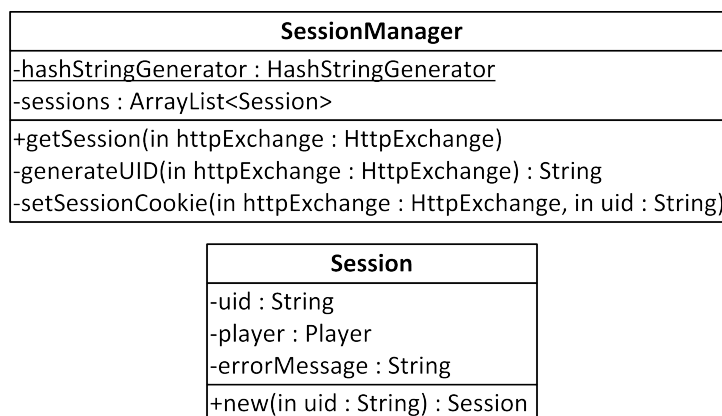 SessionManager
-hashStringGenerator : HashStringGenerator
-sessions : ArrayList<Session>
+getSession(in httpExchange : HttpExchange)
-generateUID(in httpExchange : HttpExchange) : String
-setSessionCookie(in httpExchange : HttpExchange, in uid : String)
Session
-uid : String
-player : Player
-errorMessage : String
+new(in uid : String) : Session